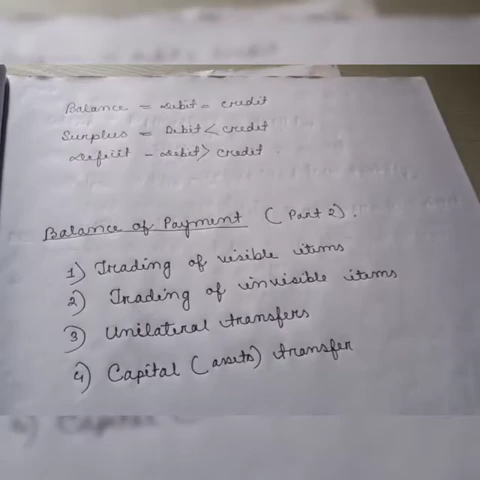 Balance = Debit = credit
Surplus = Debit < credit
Deficit - Debit > credit.
Balance of Payment (Part 2).
1) Trading of visible items
2) Trading of invisible items
3) Unilateral transfers
4) Capital (assets) transfer